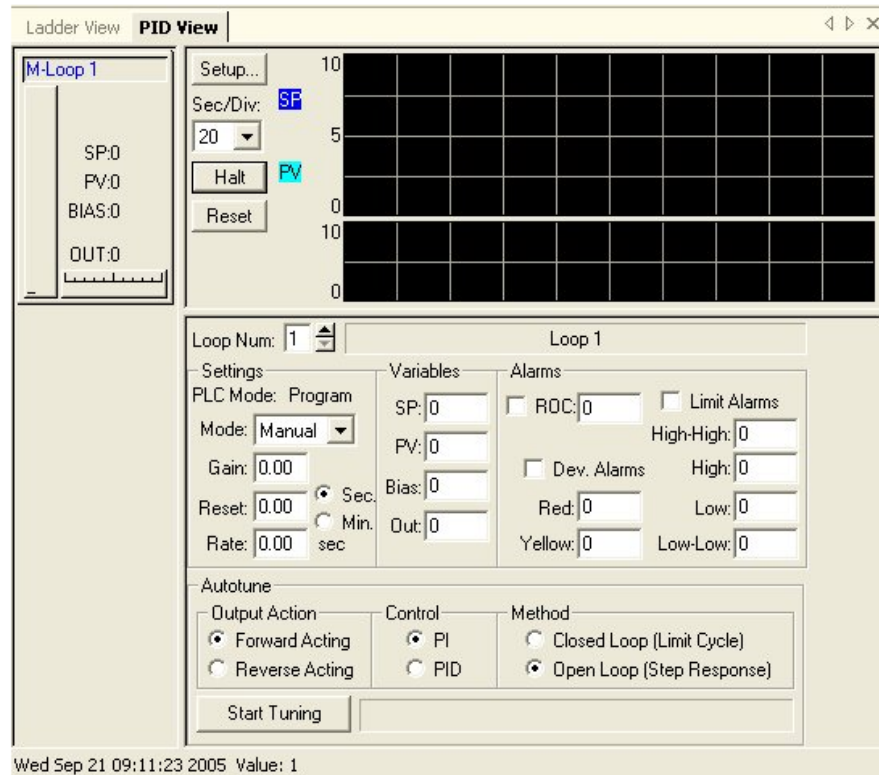 Ladder View PID View
M-Loop 1
SP:0
PV:0
BIAS:0
OUT:0
Setup...
Sec/Div:
20
Halt
Reset
SP
PV
10
5
0
10
0
Loop Num: 1 Loop 1
Settings
PLC Mode: Program
Mode: Manual
Gain: 0.00
Reset: 0.00 Sec.
Min.
Rate: 0.00 sec
Variables
SP: 0
PV: 0
Bias: 0
Out: 0
Alarms
ROC: 0
Dev. Alarms
Red: 0
Yellow: 0
Limit Alarms
High-High: 0
High: 0
Low: 0
Low-Low: 0
Autotune
Output Action
Forward Acting
Reverse Acting
Control
PI
PID
Method
Closed Loop (Limit Cycle)
Open Loop (Step Response)
Start Tuning
Wed Sep 21 09:11:23 2005 Value: 1